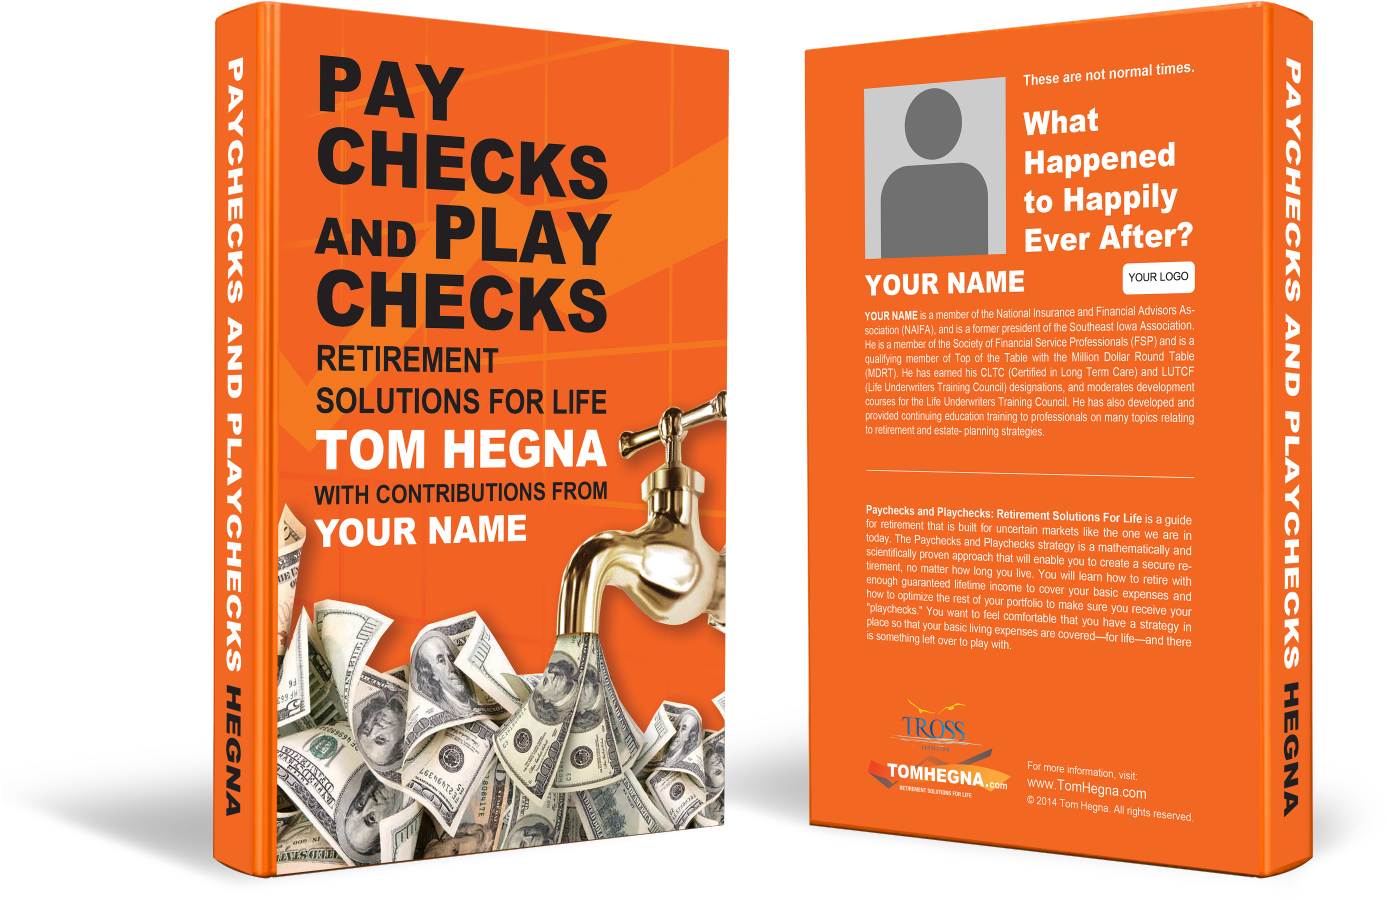 PAYCHECKS AND PLAYCHECKS HEGNA
PAY
CHECKS
AND PLAY
CHECKS
RETIREMENT
SOLUTIONS FOR LIFE
TOM HEGNA
WITH CONTRIBUTIONS FROM
YOUR NAME
These are not normal times.
What
Happened
to Happily
Ever After?
YOUR NAME
YOUR LOGO
YOUR NAME is a member of the National Insurance and Financial Advisors As-
sociation (NAIFA), and is a former president of the Southeast Iowa Association.
He is a member of the Society of Financial Service Professionals (FSP) and is a
qualifying member of Top of the Table with the Million Dollar Round Table
(MDRT). He has earned his CLTC (Certified in Long Term Care) and LUTCF
(Life Underwriters Training Council) designations, and moderates development
courses for the Life Underwriters Training Council. He has also developed and
provided continuing education training to professionals on many topics relating
to retirement and estate- planning strategies.
Paychecks and Playchecks: Retirement Solutions For Life is a guide
for retirement that is built for uncertain markets like the one we are in
today. The Paychecks and Playchecks strategy is a mathematically and
scientifically proven approach that will enable you to create a secure re-
tirement, no matter how long you live. You will learn how to retire with
enough guaranteed lifetime income to cover your basic expenses and
how to optimize the rest of your portfolio to make sure you receive your
"playchecks." You want to feel comfortable that you have a strategy in
place so that your basic living expenses are covered—for life—and there
is something left over to play with.
TROSS
TOMHEGNA.com
RETIREMENT SOLUTIONS FOR LIFE
For more information, visit:
www.TomHegna.com
© 2014 Tom Hegna. All rights reserved.
PAYCHECKS AND PLAYCHECKS HEGNA